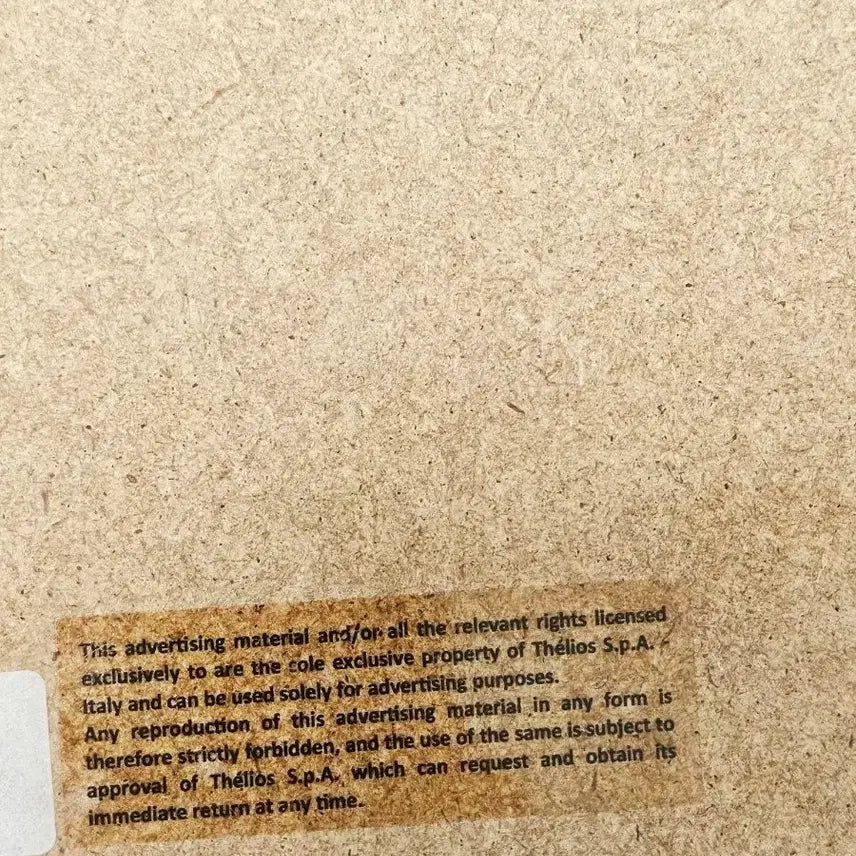 This advertising material and/or all the relevant rights licensed
exclusively to are the cole exclusive property of Thélios S.p.A. -
Italy and can be used solely for advertising purposes.
Any reproduction of this advertising material in any form is
therefore strictly forbidden, and the use of the same is subject to
approval of Thélios S.p.A. which can request and obtain its
immediate return at any time.